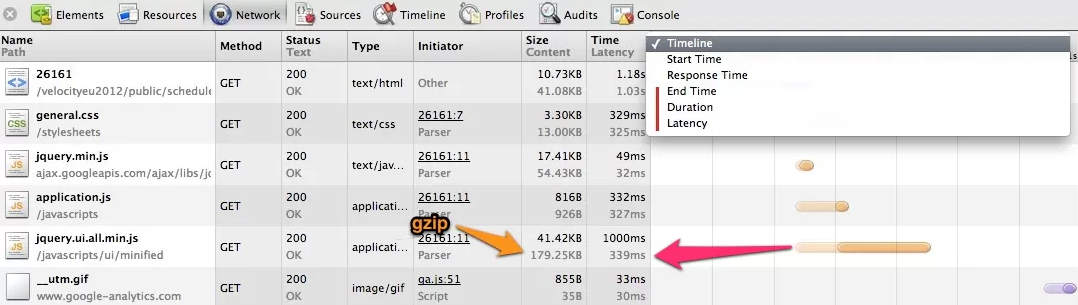 Elements Resources Network Sources Timeline Profiles Audits Console
Name Method Status Type Initiator Size Time
Path Text Content Latency
✓ Timeline
Start Time
Response Time
End Time
Duration
Latency
26161 GET 200 text/html Other 10.73KB 1.18s
/velocityeu2012/public/schedule OK 41.08KB 1.03s
general.css GET 200 text/css 26161:7 3.30KB 329ms
/stylesheets OK Parser 13.00KB 325ms
jquery.min.js GET 200 text/jav... 26161:11 17.41KB 49ms
ajax.googleapis.com/ajax/libs/jq OK Parser 54.43KB 32ms
application.js GET 200 applicati... 26161:11 816B 332ms
/javascripts OK Parser 926B 327ms
gzip
jquery.ui.all.min.js GET 200 applicati... 26161:11 41.42KB 1000ms
/javascripts/ui/minified OK Parser 179.25KB 339ms
__utm.gif GET 200 image/gif ga.js:51 855B 33ms
www.google-analytics.com OK Script 35B 30ms